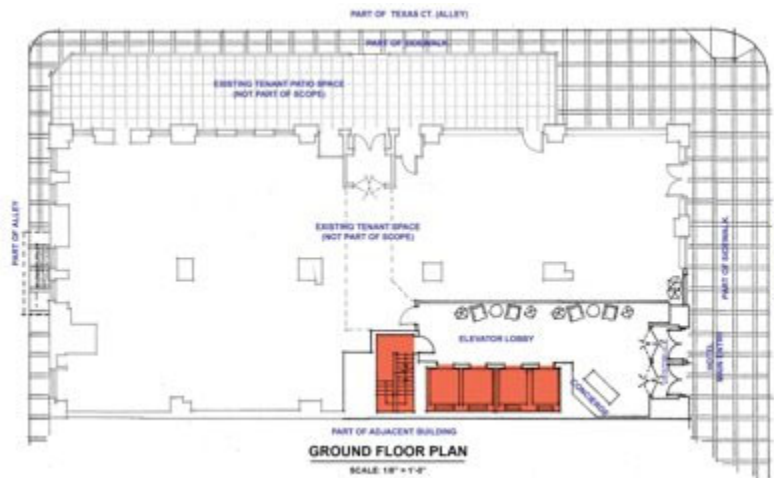 PART OF TEXAS CT. (ALLEY)
PART OF SIDEWALK
EXISTING TENANT PATIO SPACE
(NOT PART OF SCOPE)
PART OF ALLEY
EXISTING TENANT SPACE
(NOT PART OF SCOPE)
PART OF SIDEWALK
ELEVATOR LOBBY
HOTEL
MAIN ENTRY
CONCIERGE
PART OF ADJACENT BUILDING
GROUND FLOOR PLAN
SCALE: 1/8" = 1'-0"